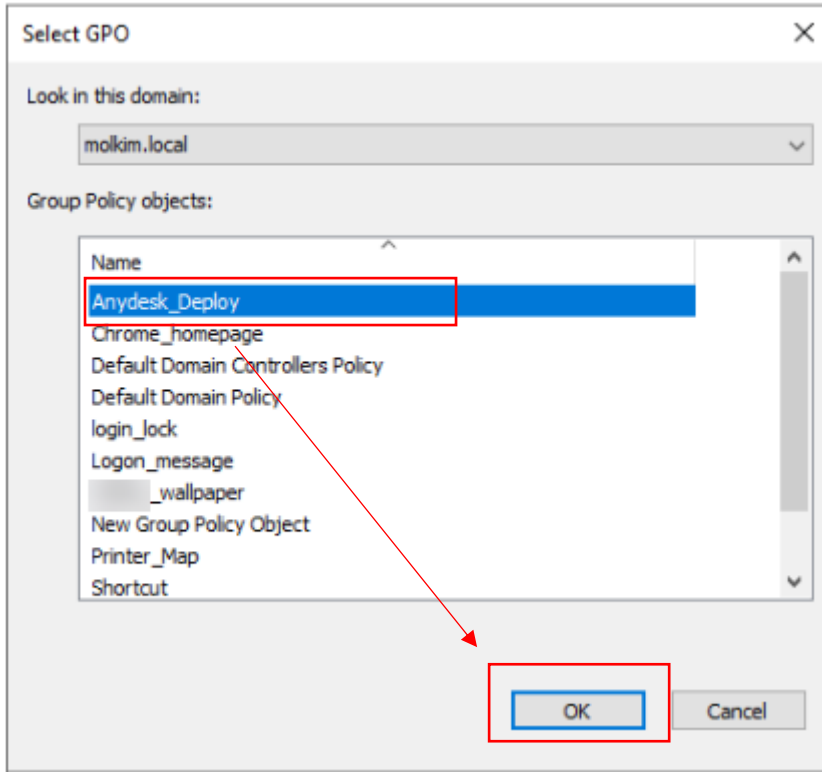 Select GPO
Look in this domain:
molkim.local
Group Policy objects:
Name
Anydesk_Deploy
Chrome_homepage
Default Domain Controllers Policy
Default Domain Policy
login_lock
Logon_message
_wallpaper
New Group Policy Object
Printer_Map
Shortcut
OK Cancel